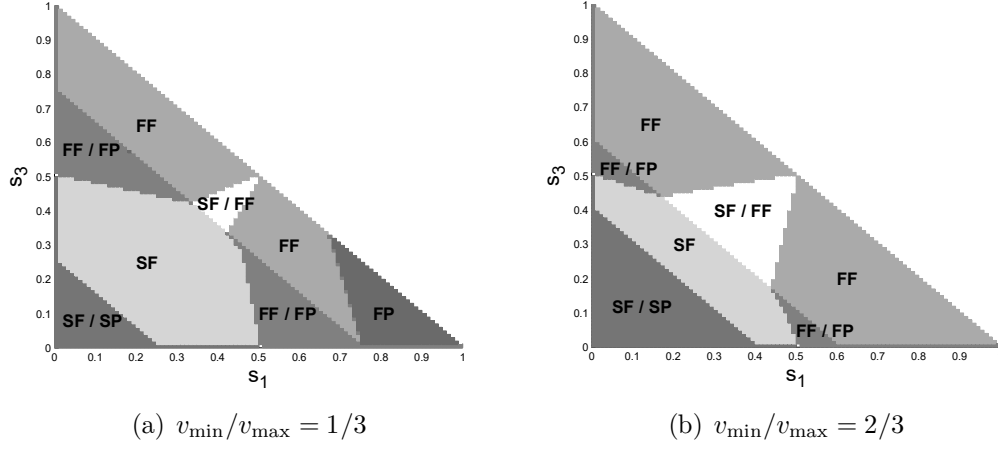 1
0.9
0.8
0.7
0.6
0.5
0.4
0.3
0.2
0.1
0
s3
FF
FF / FP
SF / FF
SF
FF
SF / SP
FF / FP
FP
0 0.1 0.2 0.3 0.4 0.5 0.6 0.7 0.8 0.9 1
s1
(a) vmin/vmax = 1/3
1
0.9
0.8
0.7
0.6
0.5
0.4
0.3
0.2
0.1
0
s3
FF
FF / FP
SF / FF
SF
FF
SF / SP
FF / FP
0 0.1 0.2 0.3 0.4 0.5 0.6 0.7 0.8 0.9
s1
(b) vmin/vmax = 2/3